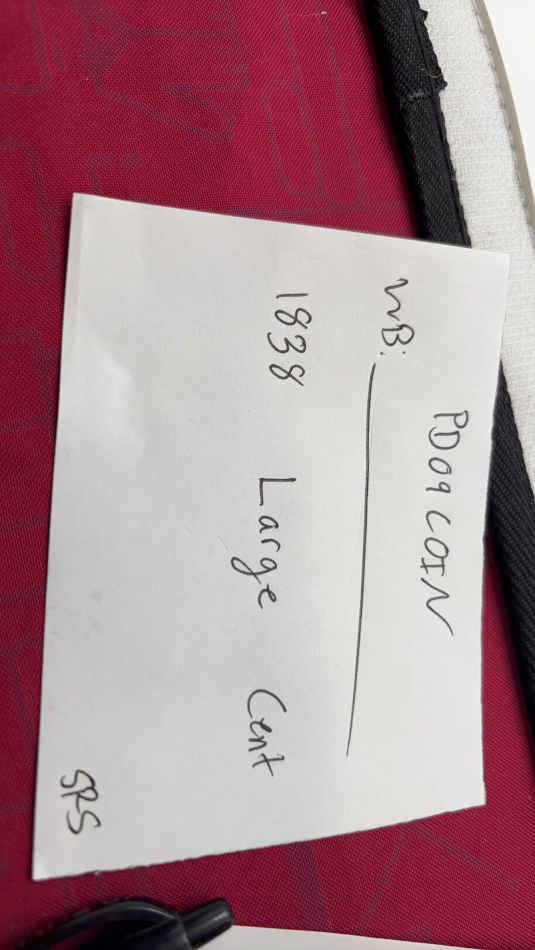 PD09COIN
WB:
1838 Large Cent
SRS